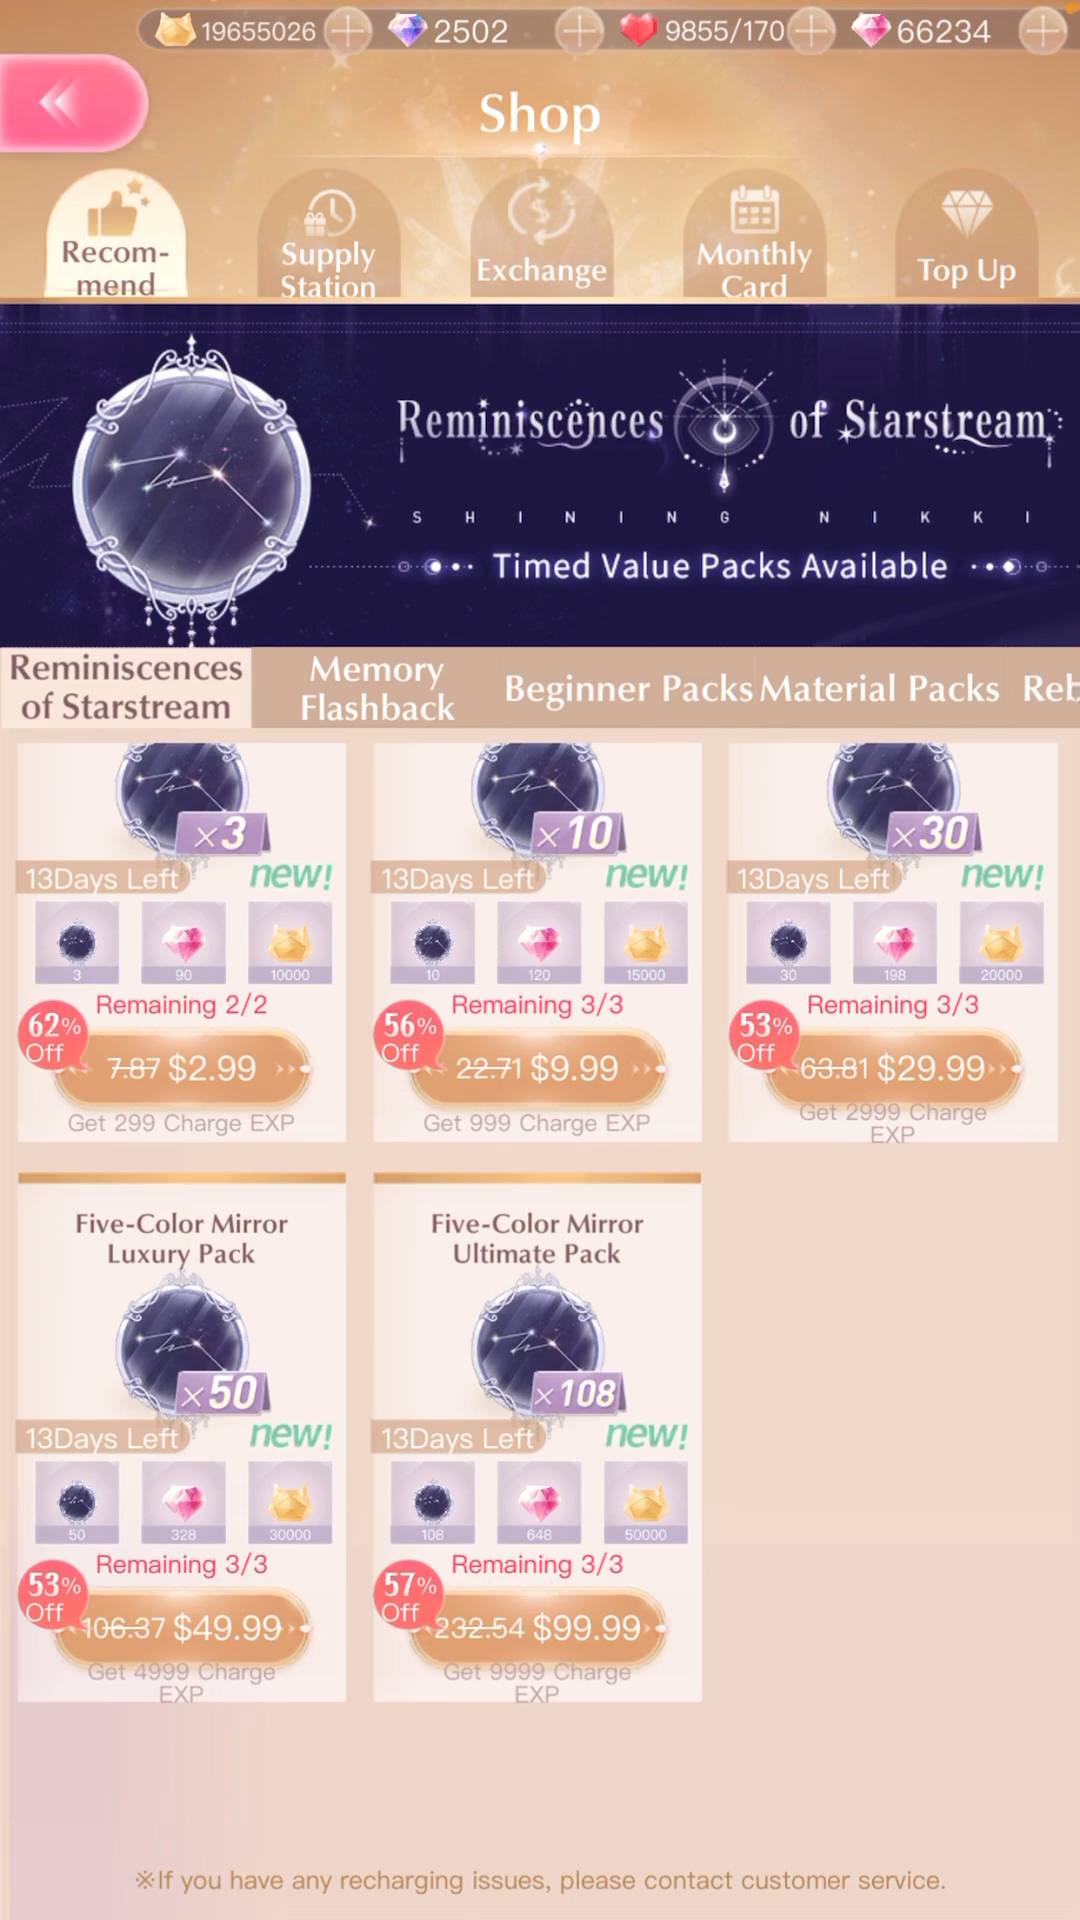 19655026
2502
9855/170
66234
Shop
Recom-
mend
Supply
Station
Exchange
Monthly
Card
Top Up
Reminiscences of Starstream
SHINING NIKKI
Timed Value Packs Available
Reminiscences
of Starstream
Memory
Flashback
Beginner Packs
Material Packs
Reb
×3
13Days Left
new!
3
90
10000
Remaining 2/2
62%
Off
7.87 $2.99
Get 299 Charge EXP
×10
13Days Left
new!
10
120
15000
Remaining 3/3
56%
Off
22.71 $9.99
Get 999 Charge EXP
×30
13Days Left
new!
30
198
20000
Remaining 3/3
53%
Off
63.81 $29.99
Get 2999 Charge
EXP
Five-Color Mirror
Luxury Pack
×50
13Days Left
new!
50
328
30000
Remaining 3/3
53%
Off
106.37 $49.99
Get 4999 Charge
EXP
Five-Color Mirror
Ultimate Pack
×108
13Days Left
new!
108
648
50000
Remaining 3/3
57%
Off
232.54 $99.99
Get 9999 Charge
EXP
※If you have any recharging issues, please contact customer service.